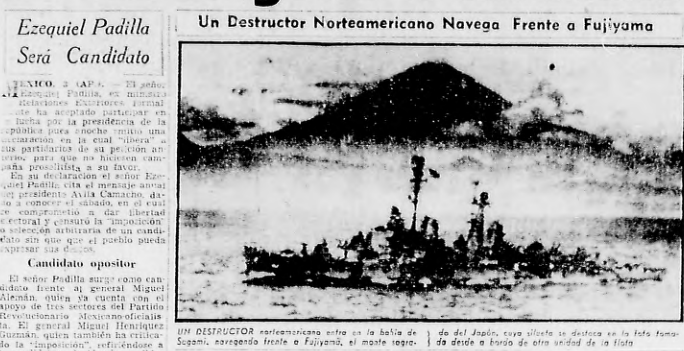 Ezequiel Padilla
Será Candidato
MEXICO, 3 (AP).— El señor
Ezequiel Padilla, ex ministro
Relaciones Exteriores formal
te ha aceptado participar en
lucha por la presidencia de la
república pues anoche emitió una
declaración en la cual "libera" a
sus partidarios de su petición an
terior, para que no hiciesen cam-
paña proselitista a su favor.
En su declaración el señor Eze-
quiel Padilla, cita el mensaje anual
del presidente Avila Camacho, da-
do a conocer el sábado, en el cual
se comprometió a dar libertad
electoral y censuró la "imposición"
o selección arbitraria de un candi-
dato sin que el pueblo pueda
expresar sus
Candidato opositor
El señor Padilla surge como can-
didato frente al general Miguel
Alemán, quien ya cuenta con el
apoyo de tres sectores del Partido
Revolucionario Mexicano-oficialis-
ta. El general Miguel Henríquez
Guzmán, quien también ha critica-
do la "imposición", refiriéndose a
Un Destructor Norteamericano Navega Frente a Fujiyama
UN DESTRUCTOR norteamericano entra en la bahía de
Sagami, navegando frente a Fujiyama, el monte sagra-
do del Japón, cuya silueta se destaca en la foto toma-
da desde a bordo de otra unidad de la flota